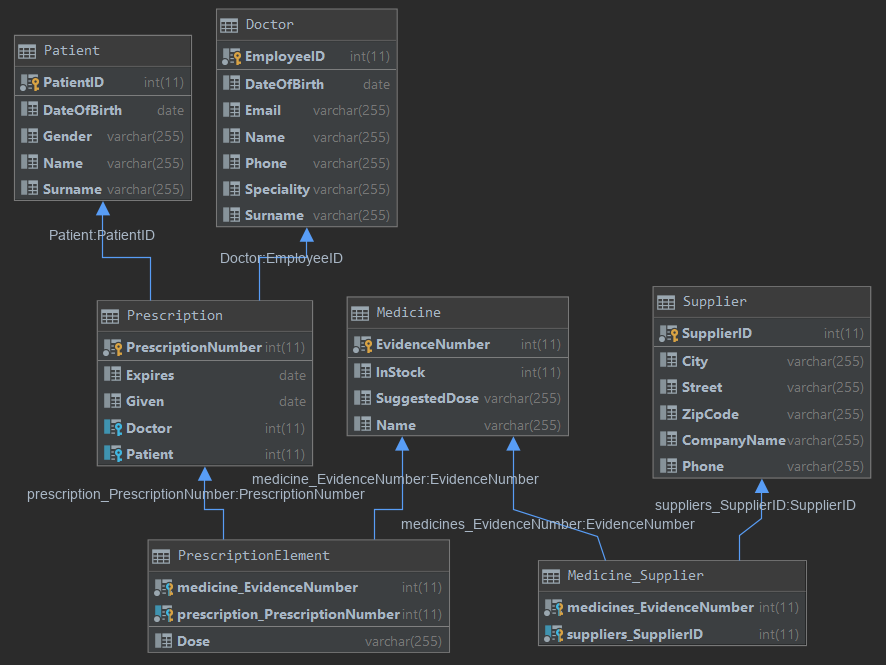 Patient
PatientID int(11)
DateOfBirth date
Gender varchar(255)
Name varchar(255)
Surname varchar(255)
Doctor
EmployeeID int(11)
DateOfBirth date
Email varchar(255)
Name varchar(255)
Phone varchar(255)
Speciality varchar(255)
Surname varchar(255)
Patient:PatientID
Doctor:EmployeeID
Prescription
PrescriptionNumber int(11)
Expires date
Given date
Doctor int(11)
Patient int(11)
Medicine
EvidenceNumber int(11)
InStock int(11)
SuggestedDose varchar(255)
Name varchar(255)
Supplier
SupplierID int(11)
City varchar(255)
Street varchar(255)
ZipCode varchar(255)
CompanyName varchar(255)
Phone varchar(255)
medicine_EvidenceNumber:EvidenceNumber
prescription_PrescriptionNumber:PrescriptionNumber
suppliers_SupplierID:SupplierID
medicines_EvidenceNumber:EvidenceNumber
PrescriptionElement
medicine_EvidenceNumber int(11)
prescription_PrescriptionNumber int(11)
Dose varchar(255)
Medicine_Supplier
medicines_EvidenceNumber int(11)
suppliers_SupplierID int(11)